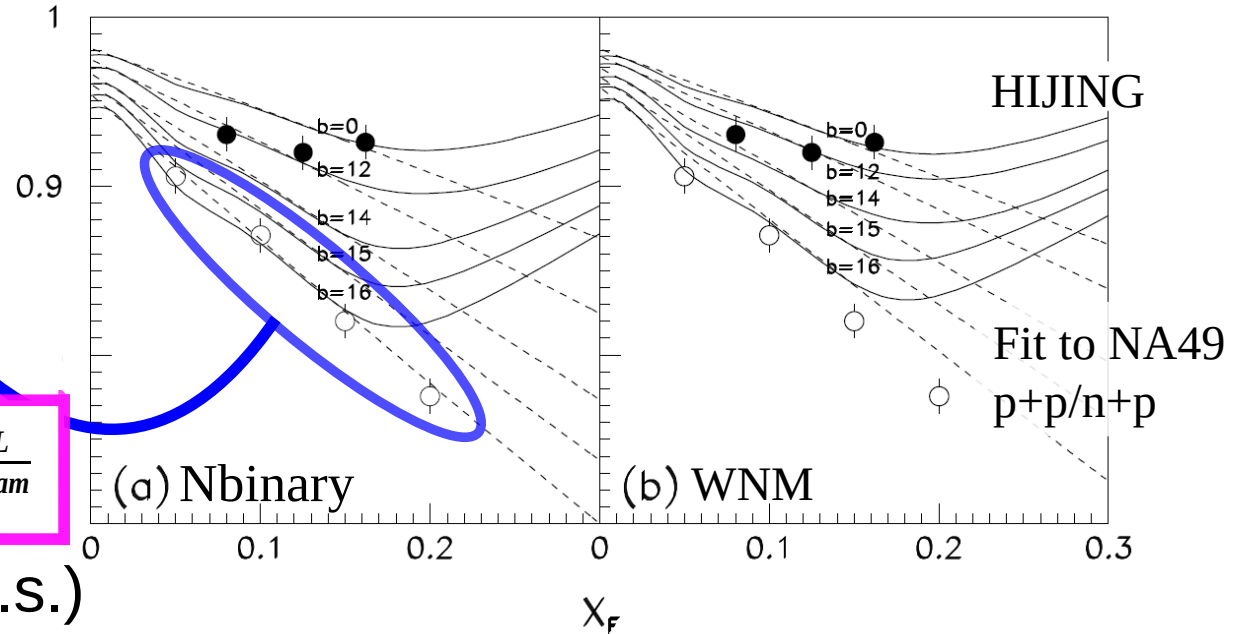 1
0.9
b=0
b=12
b=14
b=15
b=16
(a) Nbinary
b=0
b=12
b=14
b=15
b=16
(b) WNM
HIJING
Fit to NA49
p+p/n+p
L
am
0 0.1 0.2 0 0.1 0.2 0.3
.s.)
X_F